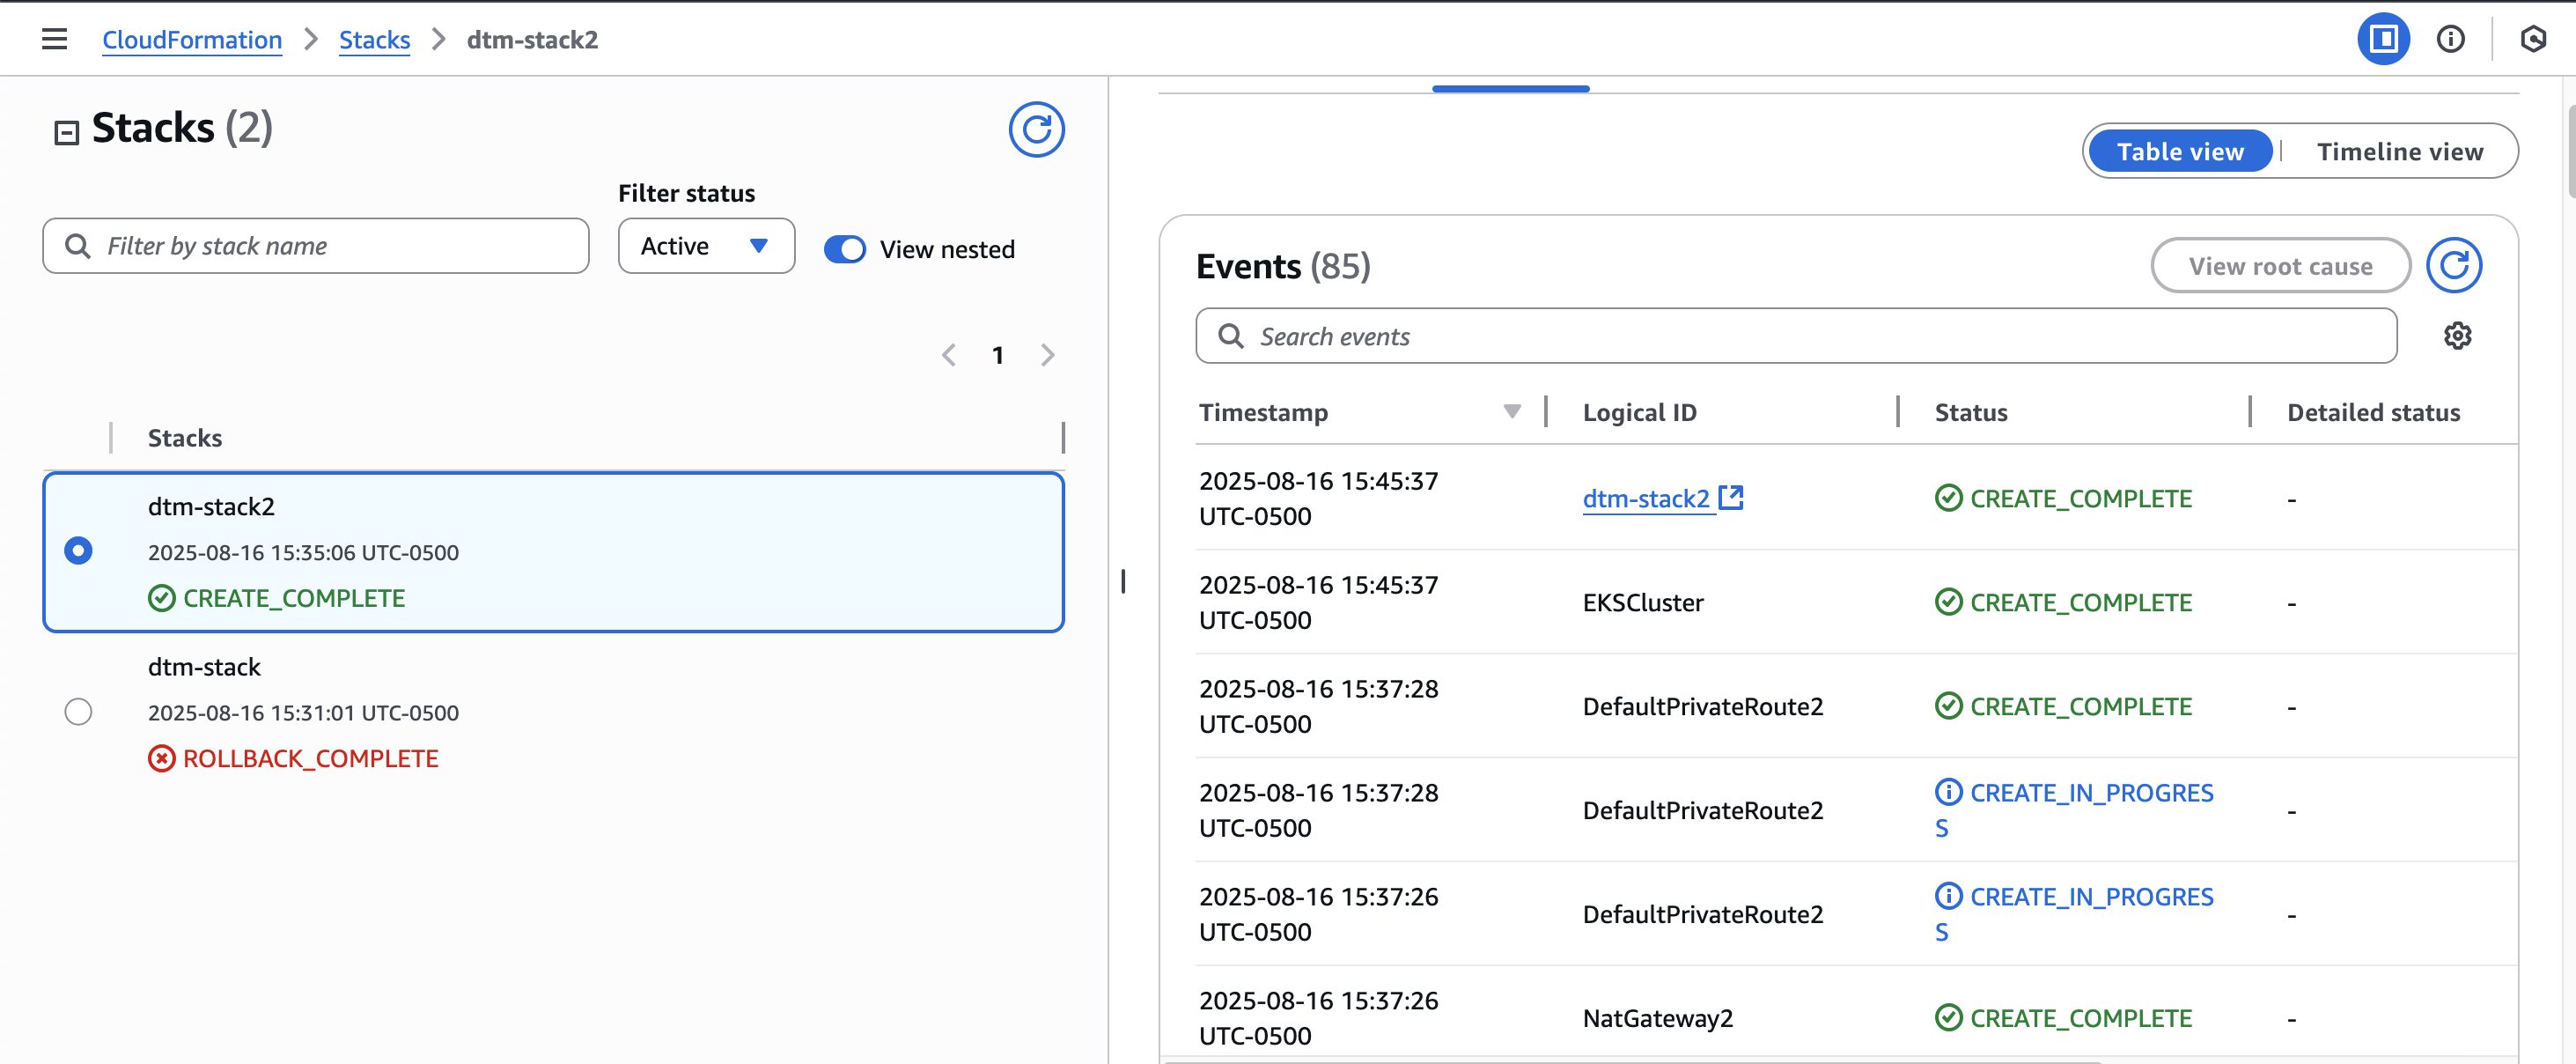 CloudFormation > Stacks > dtm-stack2
Stacks (2)
Filter status
Filter by stack name
Active
View nested
1
Stacks
dtm-stack2
2025-08-16 15:35:06 UTC-0500
CREATE_COMPLETE
dtm-stack
2025-08-16 15:31:01 UTC-0500
ROLLBACK_COMPLETE
Table view | Timeline view
Events (85)
View root cause
Search events
Timestamp Logical ID Status Detailed status
2025-08-16 15:45:37
UTC-0500
dtm-stack2
CREATE_COMPLETE
-
2025-08-16 15:45:37
UTC-0500
EKSCluster
CREATE_COMPLETE
-
2025-08-16 15:37:28
UTC-0500
DefaultPrivateRoute2
CREATE_COMPLETE
-
2025-08-16 15:37:28
UTC-0500
DefaultPrivateRoute2
CREATE_IN_PROGRES
S
-
2025-08-16 15:37:26
UTC-0500
DefaultPrivateRoute2
CREATE_IN_PROGRES
S
-
2025-08-16 15:37:26
UTC-0500
NatGateway2
CREATE_COMPLETE
-